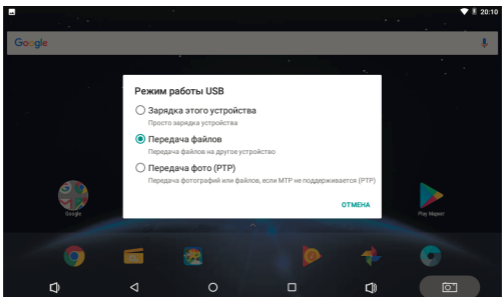 20:10
Google
Режим работы USB
Зарядка этого устройства
Просто зарядка устройства
Передача файлов
Передача файлов на другое устройство
Передача фото (PTP)
Передача фотографий или файлов, если MTP не поддерживается (PTP)
ОТМЕНА
Google
Play Маркет